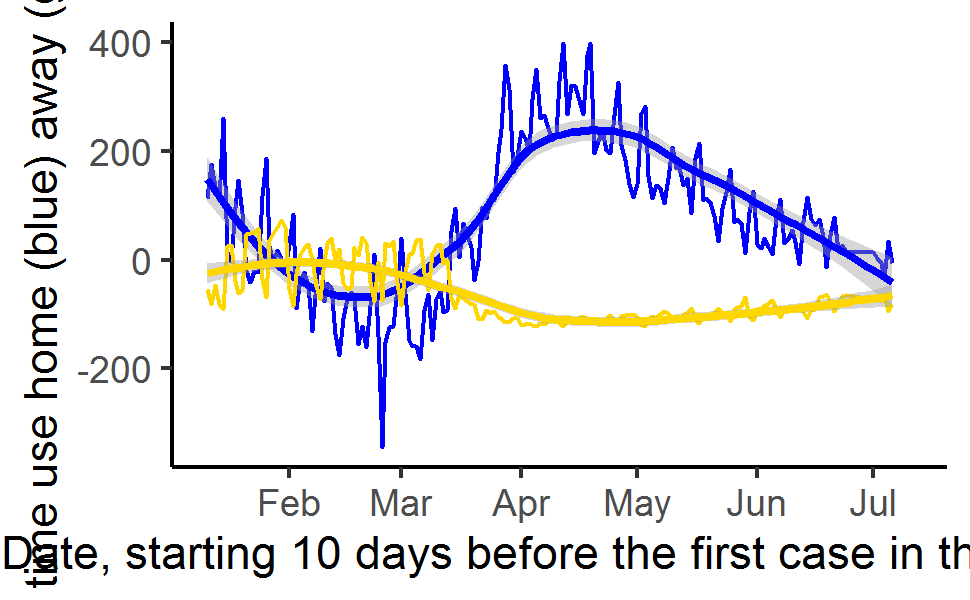 time use home (blue) away (
400
200
0
-200
Feb Mar Apr May Jun Jul
Date, starting 10 days before the first case in th